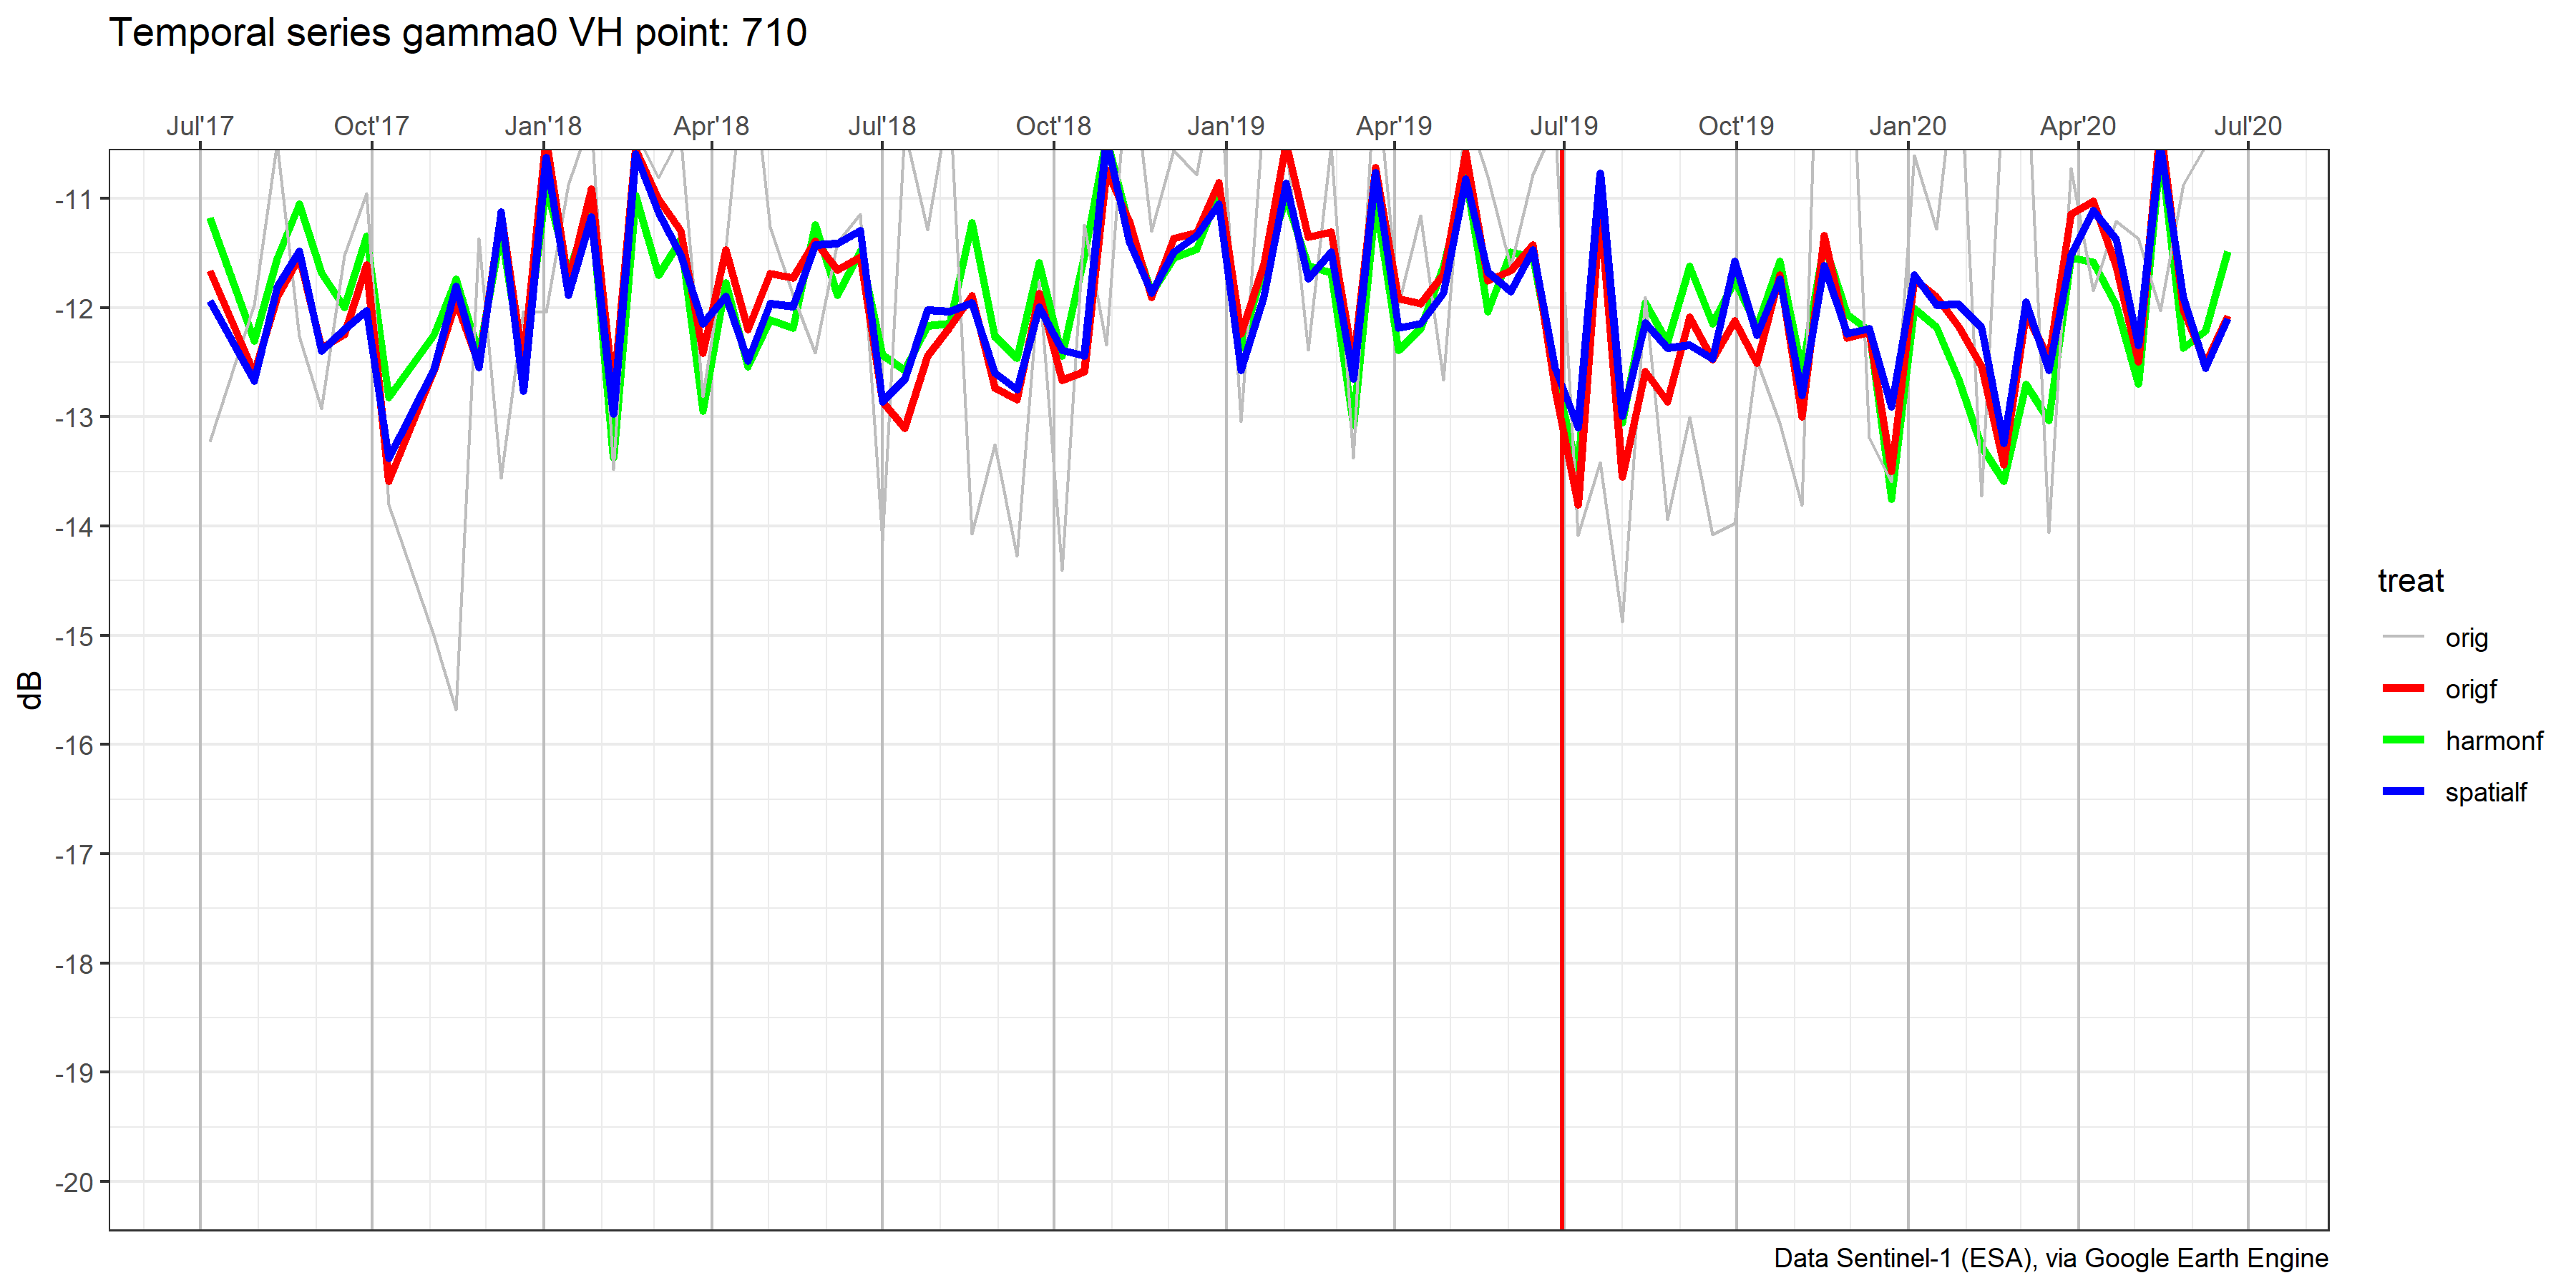 Temporal series gamma0 VH point: 710
Jul'17 Oct'17 Jan'18 Apr'18 Jul'18 Oct'18 Jan'19 Apr'19 Jul'19 Oct'19 Jan'20 Apr'20 Jul'20
-11
-12
-13
-14
-15
-16
-17
-18
-19
-20
dB
treat
orig
origf
harmonf
spatialf
Data Sentinel-1 (ESA), via Google Earth Engine